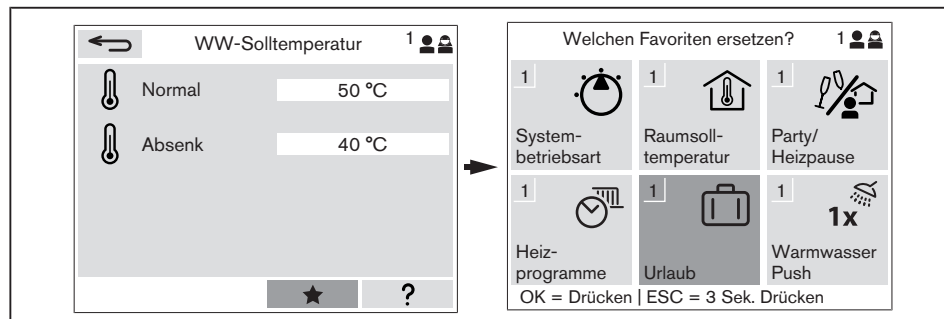 WW-Solltemperatur 1
Normal 50 °C
Absenk 40 °C
?
Welchen Favoriten ersetzen? 1
1
System-
betriebsart
1
Raumsoll-
temperatur
1
Party/
Heizpause
1
Heiz-
programme
1
Urlaub
1
1x
Warmwasser
Push
OK = Drücken | ESC = 3 Sek. Drücken